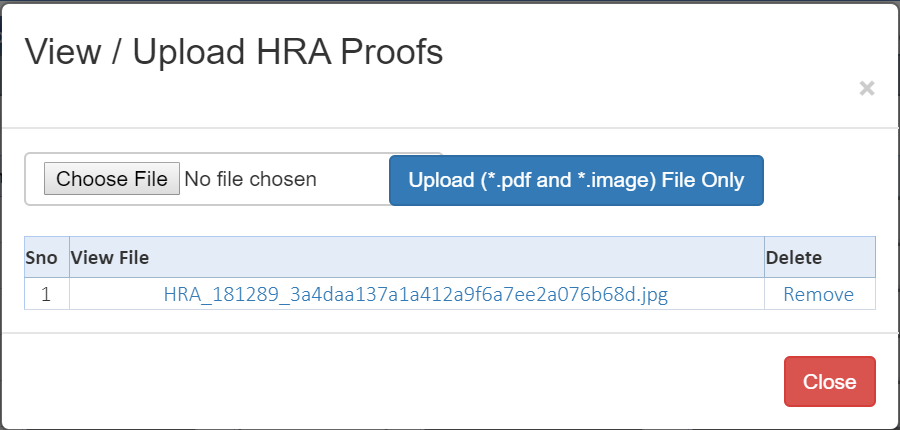 View / Upload HRA Proofs
×
Choose File No file chosen Upload (*.pdf and *.image) File Only
Sno View File Delete
1 HRA_181289_3a4daa137a1a412a9f6a7ee2a076b68d.jpg Remove
Close